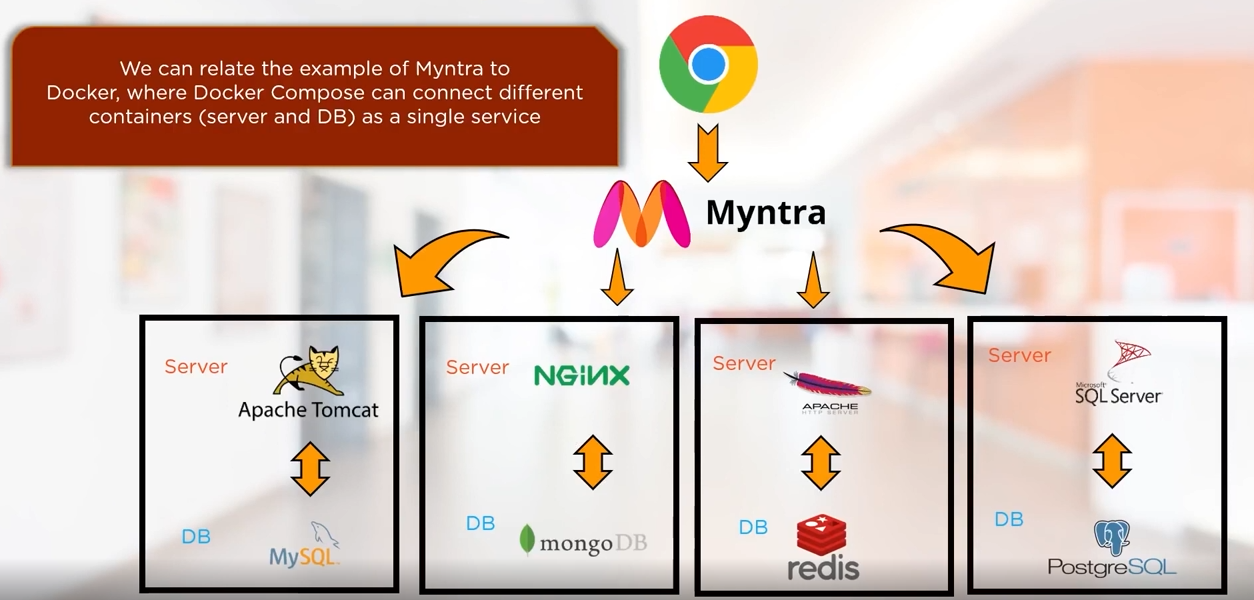 We can relate the example of Myntra to
Docker, where Docker Compose can connect different
containers (server and DB) as a single service
Myntra
Server
Apache Tomcat
DB
MySQL
Server
NGINX
DB
mongoDB
Server
APACHE
HTTP SERVER
DB
redis
Server
Microsoft
SQL Server
DB
PostgreSQL